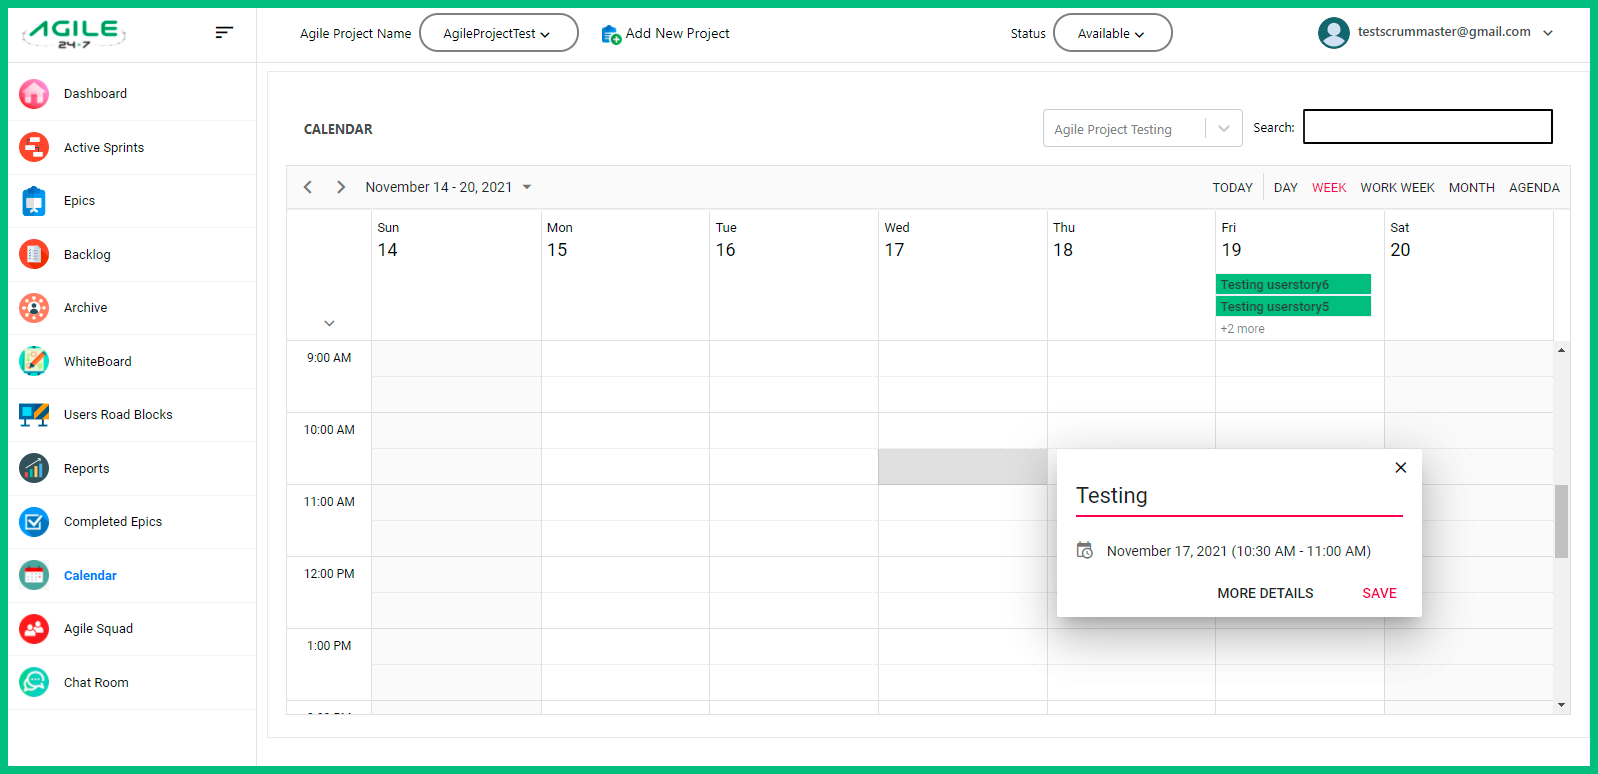 AGILE
24*7
Agile Project Name AgileProjectTest Add New Project Status Available testscrummaster@gmail.com
Dashboard
Active Sprints
Epics
Backlog
Archive
WhiteBoard
Users Road Blocks
Reports
Completed Epics
Calendar
Agile Squad
Chat Room
CALENDAR Agile Project Testing Search:
November 14 - 20, 2021 TODAY DAY WEEK WORK WEEK MONTH AGENDA
Sun Mon Tue Wed Thu Fri Sat
14 15 16 17 18 19 20
Testing userstory6
Testing userstory5
+2 more
9:00 AM
10:00 AM
11:00 AM
12:00 PM
1:00 PM
Testing
November 17, 2021 (10:30 AM - 11:00 AM)
MORE DETAILS SAVE